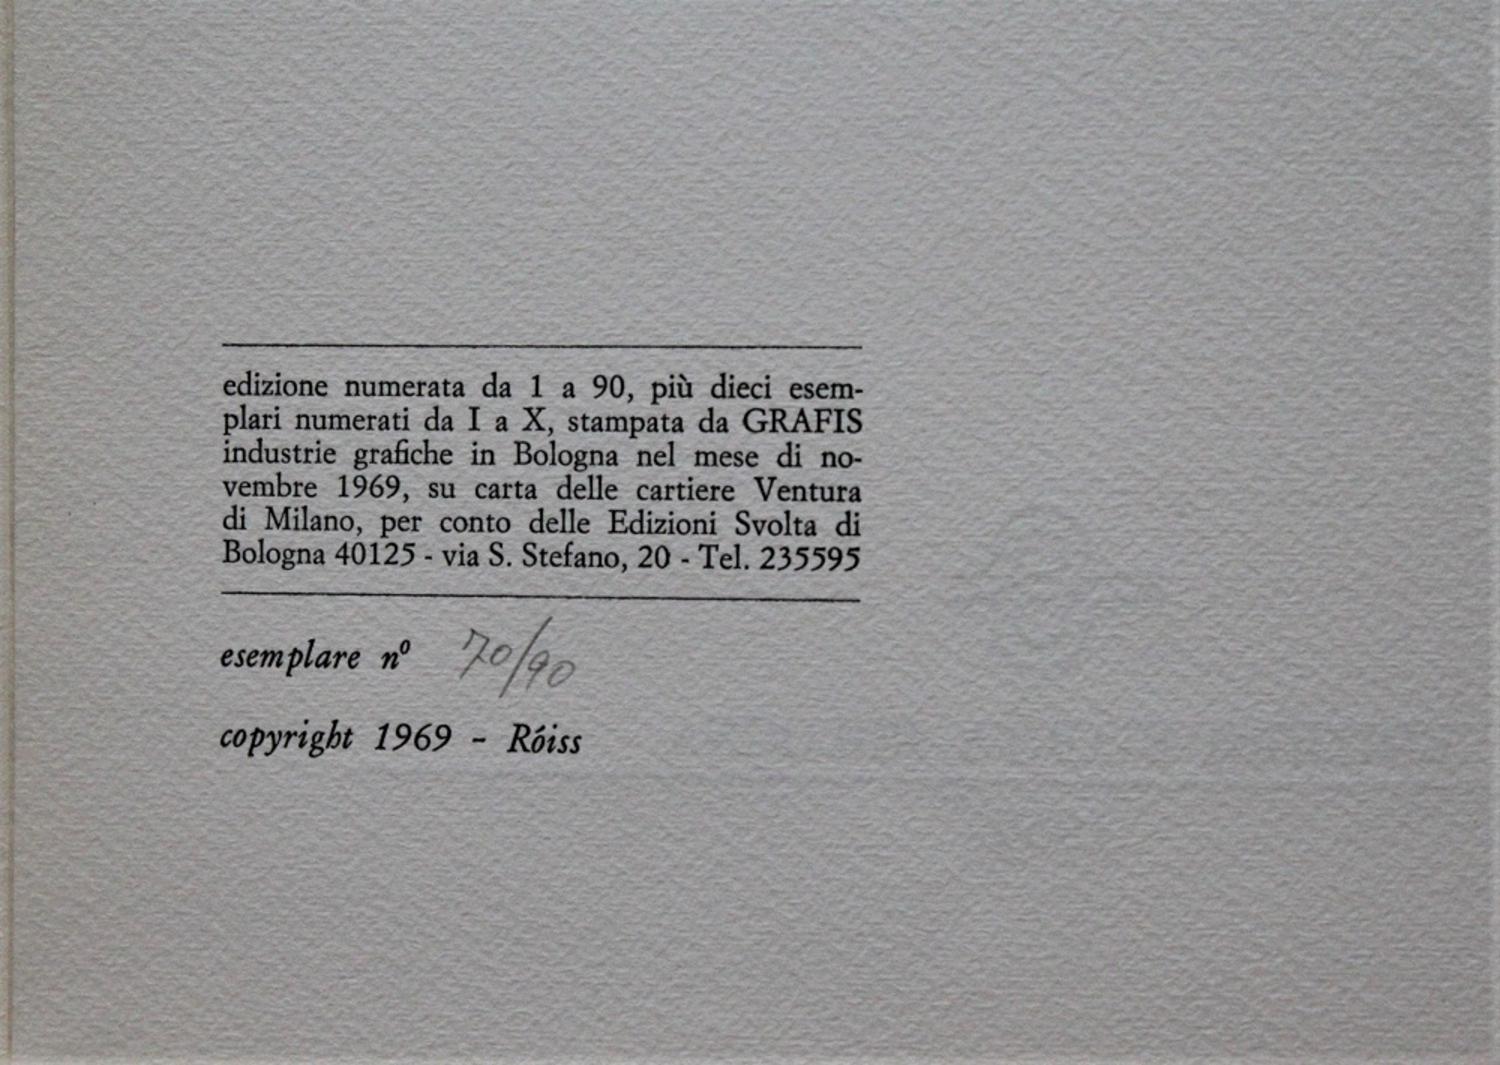 edizione numerata da 1 a 90, più dieci esem-
plari numerati da I a X, stampata da GRAFIS
industrie grafiche in Bologna nel mese di no-
vembre 1969, su carta delle cartiere Ventura
di Milano, per conto delle Edizioni Svolta di
Bologna 40125 - via S. Stefano, 20 - Tel. 235595
esemplare nº 70/90
copyright 1969 - Róiss